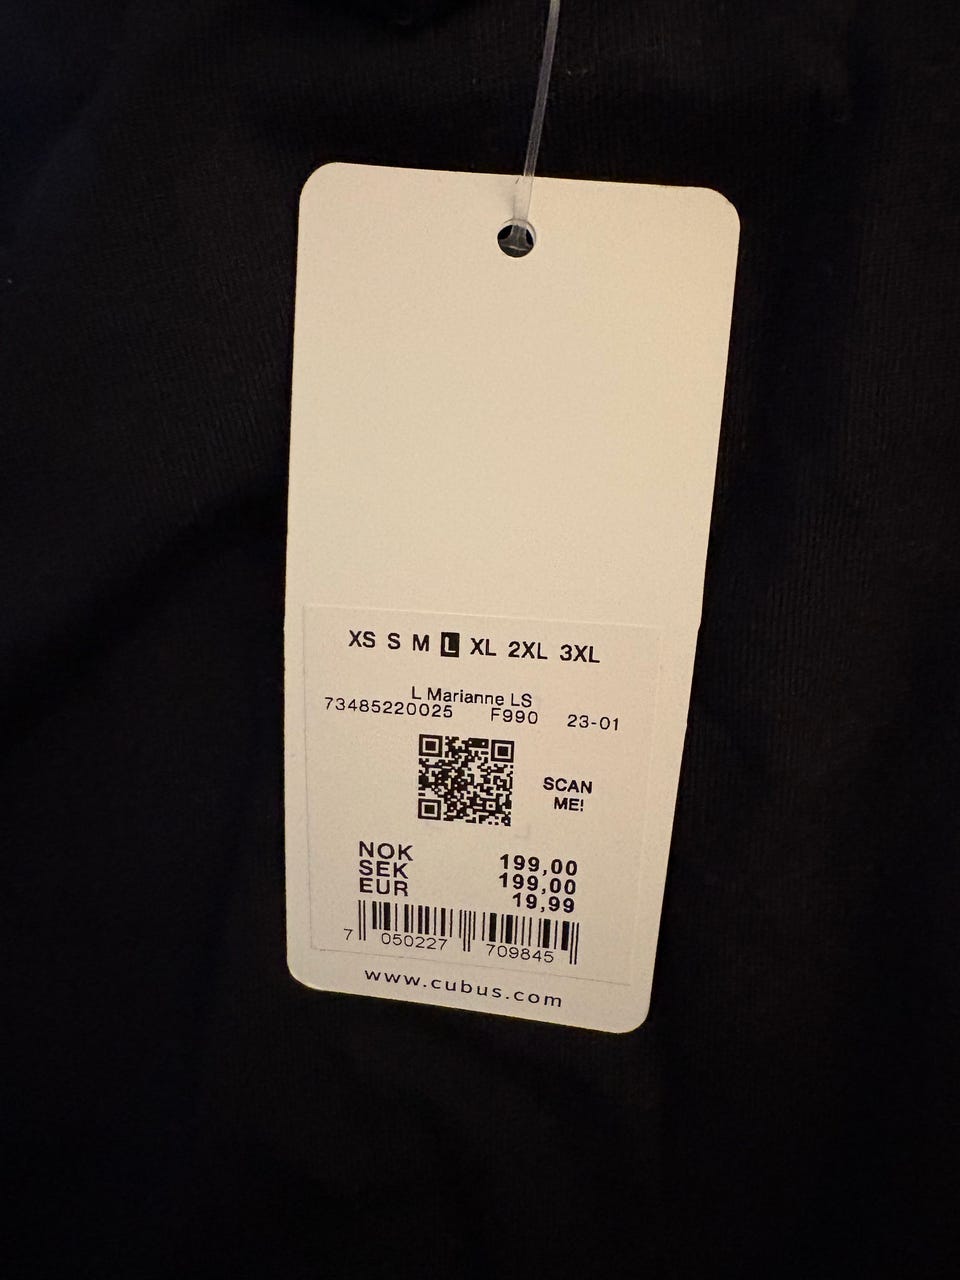 XS S M L XL 2XL 3XL
L Marianne LS
73485220025 F990 23-01
SCAN
ME!
NOK 199,00
SEK 199,00
EUR 19,99
7 050227 709845
www.cubus.com